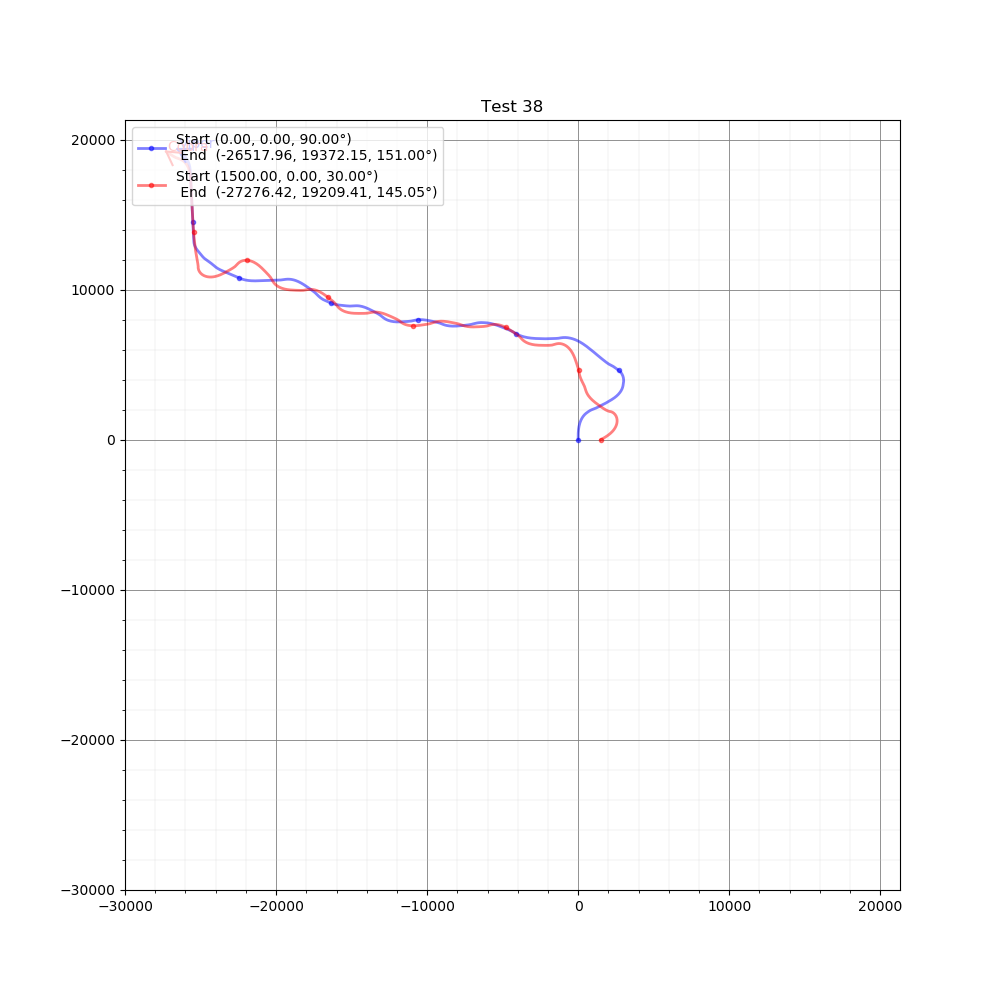 Test 38
20000
10000
0
−10000
−20000
−30000
Start (0.00, 0.00, 90.00°)
End (-26517.96, 19372.15, 151.00°)
Start (1500.00, 0.00, 30.00°)
End (-27276.42, 19209.41, 145.05°)
−30000
−20000
−10000
0
10000
20000